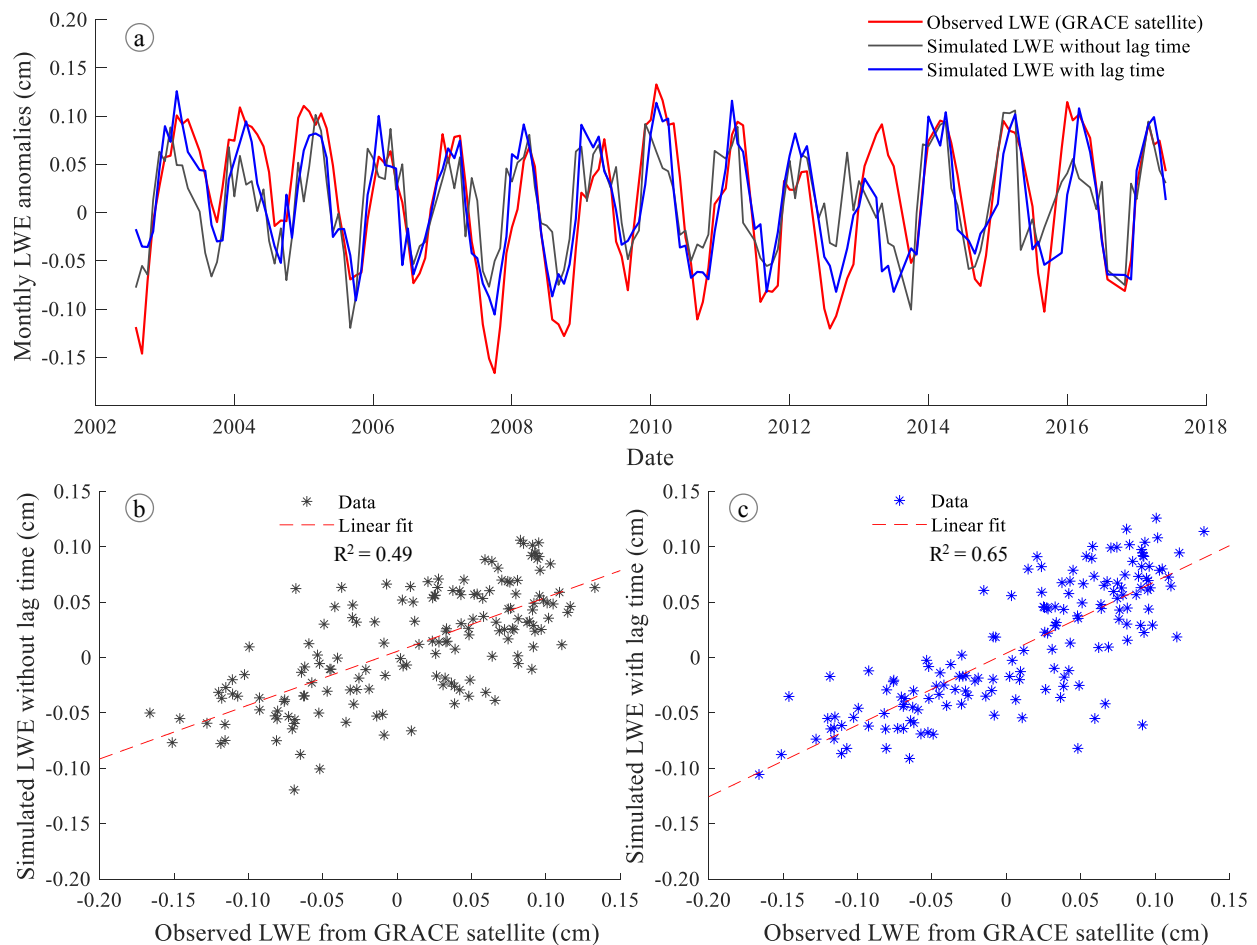 a
Observed LWE (GRACE satellite)
Simulated LWE without lag time
Simulated LWE with lag time
Monthly LWE anomalies (cm)
0.20
0.15
0.10
0.05
0
-0.05
-0.10
-0.15
2002 2004 2006 2008 2010 2012 2014 2016 2018
Date
b
Data
Linear fit
R² = 0.49
Simulated LWE without lag time (cm)
0.15
0.10
0.05
0
-0.05
-0.10
-0.15
-0.20
-0.20 -0.15 -0.10 -0.05 0 0.05 0.10 0.15
Observed LWE from GRACE satellite (cm)
c
Data
Linear fit
R² = 0.65
Simulated LWE with lag time (cm)
0.15
0.10
0.05
0
-0.05
-0.10
-0.15
-0.20
-0.20 -0.15 -0.10 -0.05 0 0.05 0.10 0.15
Observed LWE from GRACE satellite (cm)